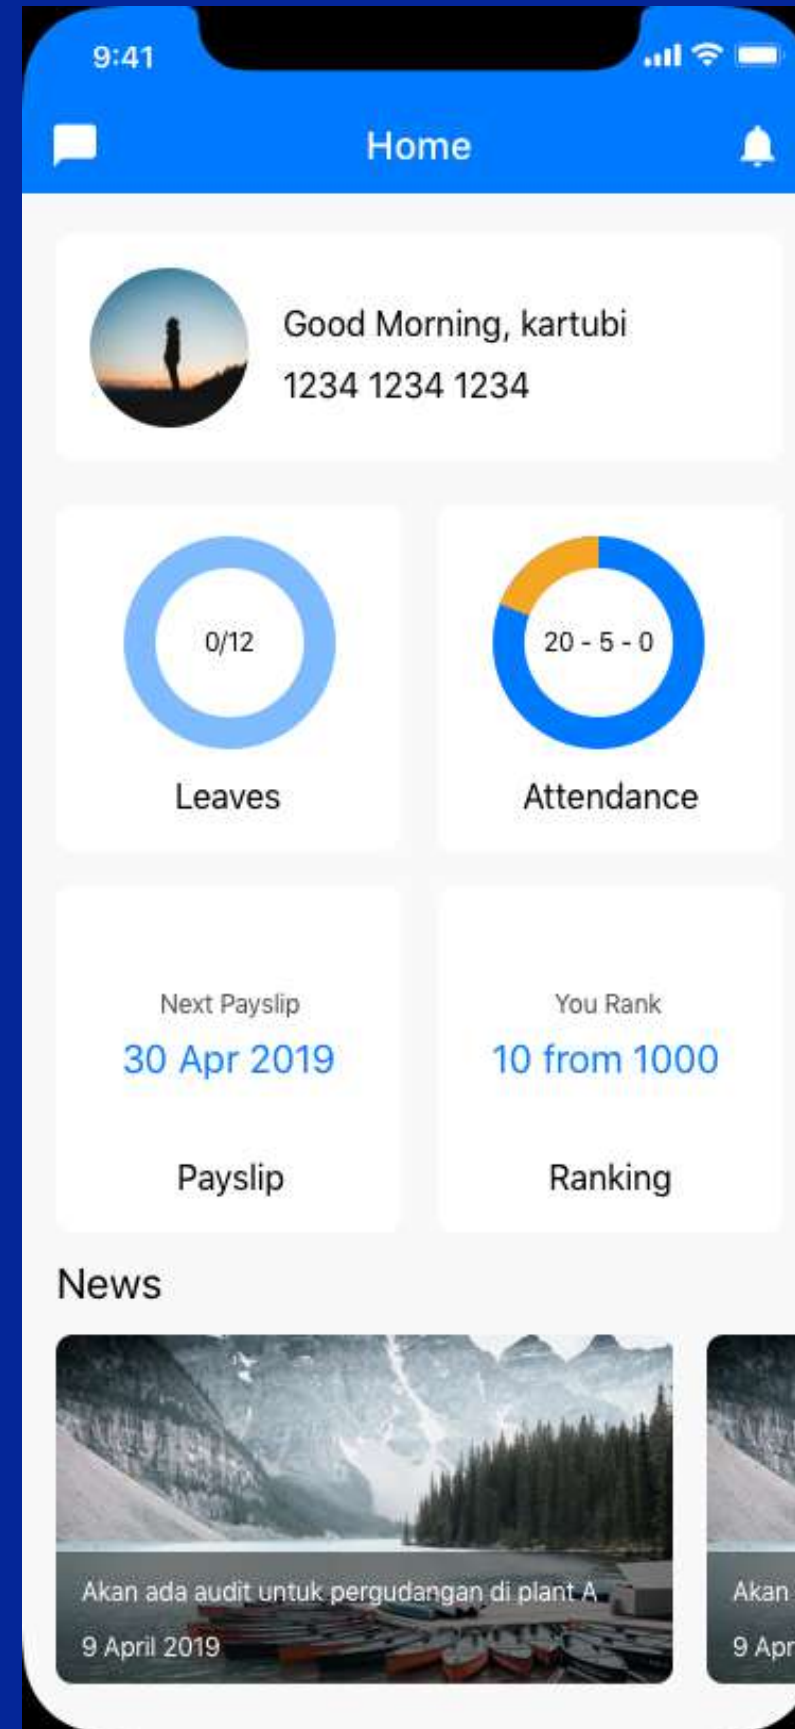 9:41
Home
Good Morning, kartubi
1234 1234 1234
0/12
20 - 5 - 0
Leaves
Attendance
Next Payslip
You Rank
30 Apr 2019
10 from 1000
Payslip
Ranking
News
Akan ada audit untuk pergudangan di plant A
Akan
9 April 2019
9 Apr